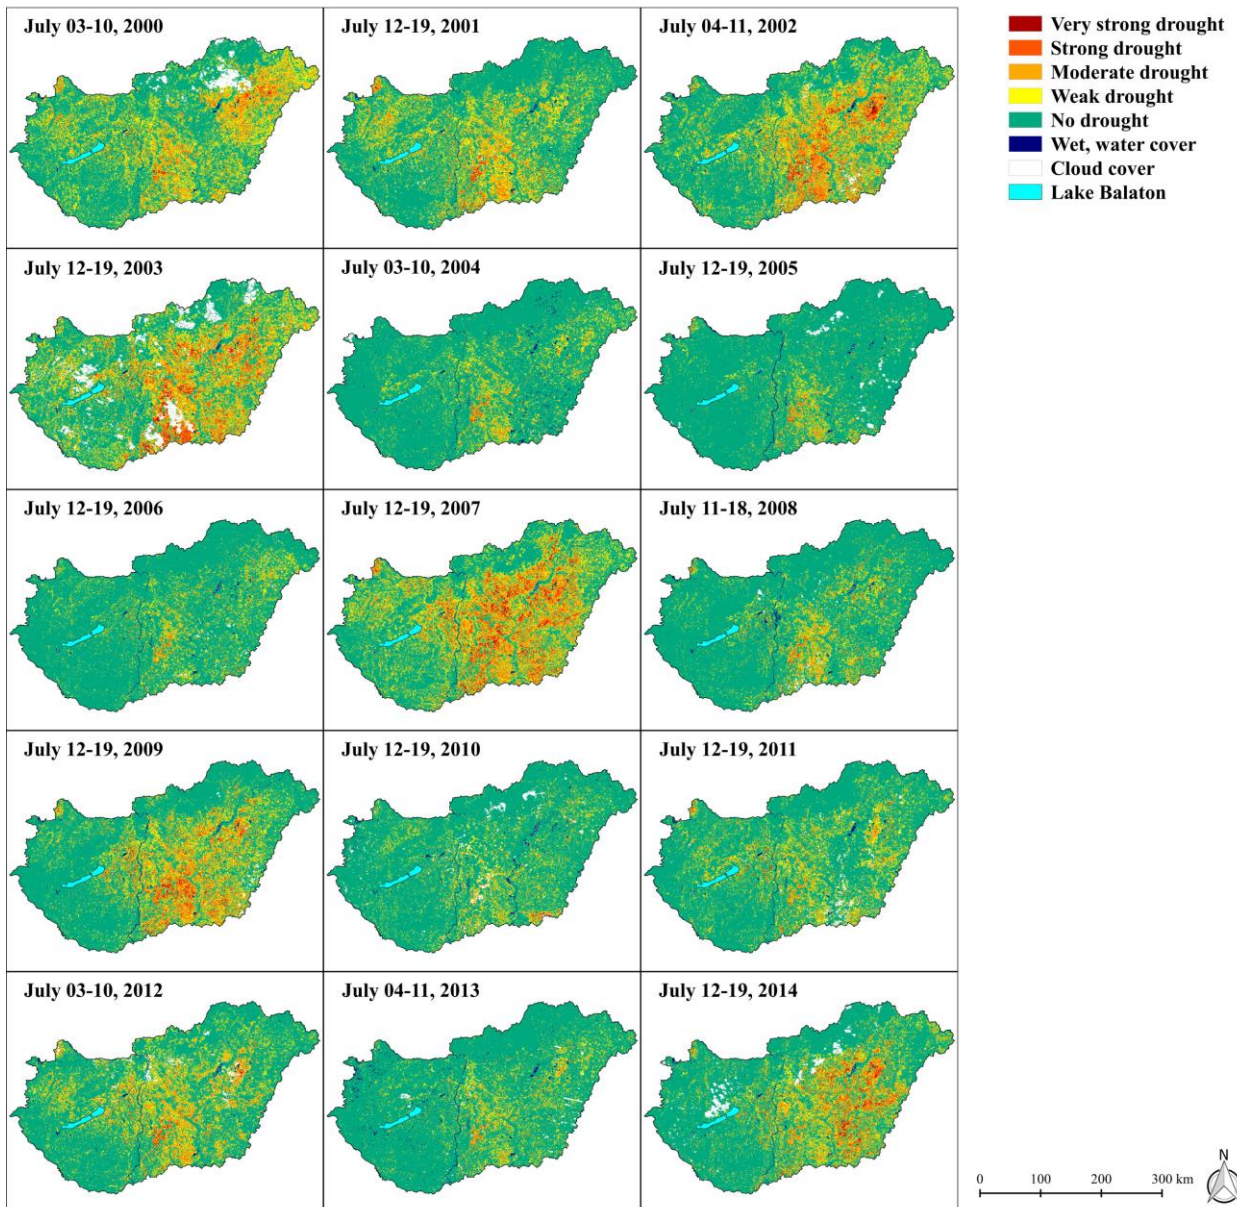 July 03-10, 2000
July 12-19, 2001
July 04-11, 2002
Very strong drought
Strong drought
Moderate drought
Weak drought
No drought
Wet, water cover
Cloud cover
Lake Balaton
July 12-19, 2003
July 03-10, 2004
July 12-19, 2005
July 12-19, 2006
July 12-19, 2007
July 11-18, 2008
July 12-19, 2009
July 12-19, 2010
July 12-19, 2011
July 03-10, 2012
July 04-11, 2013
July 12-19, 2014
N
0 100 200 300 km